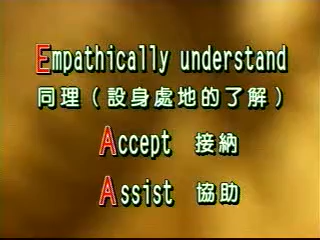 Empathically understand
同理（設身處地的了解）
Accept 接納
Assist 協助